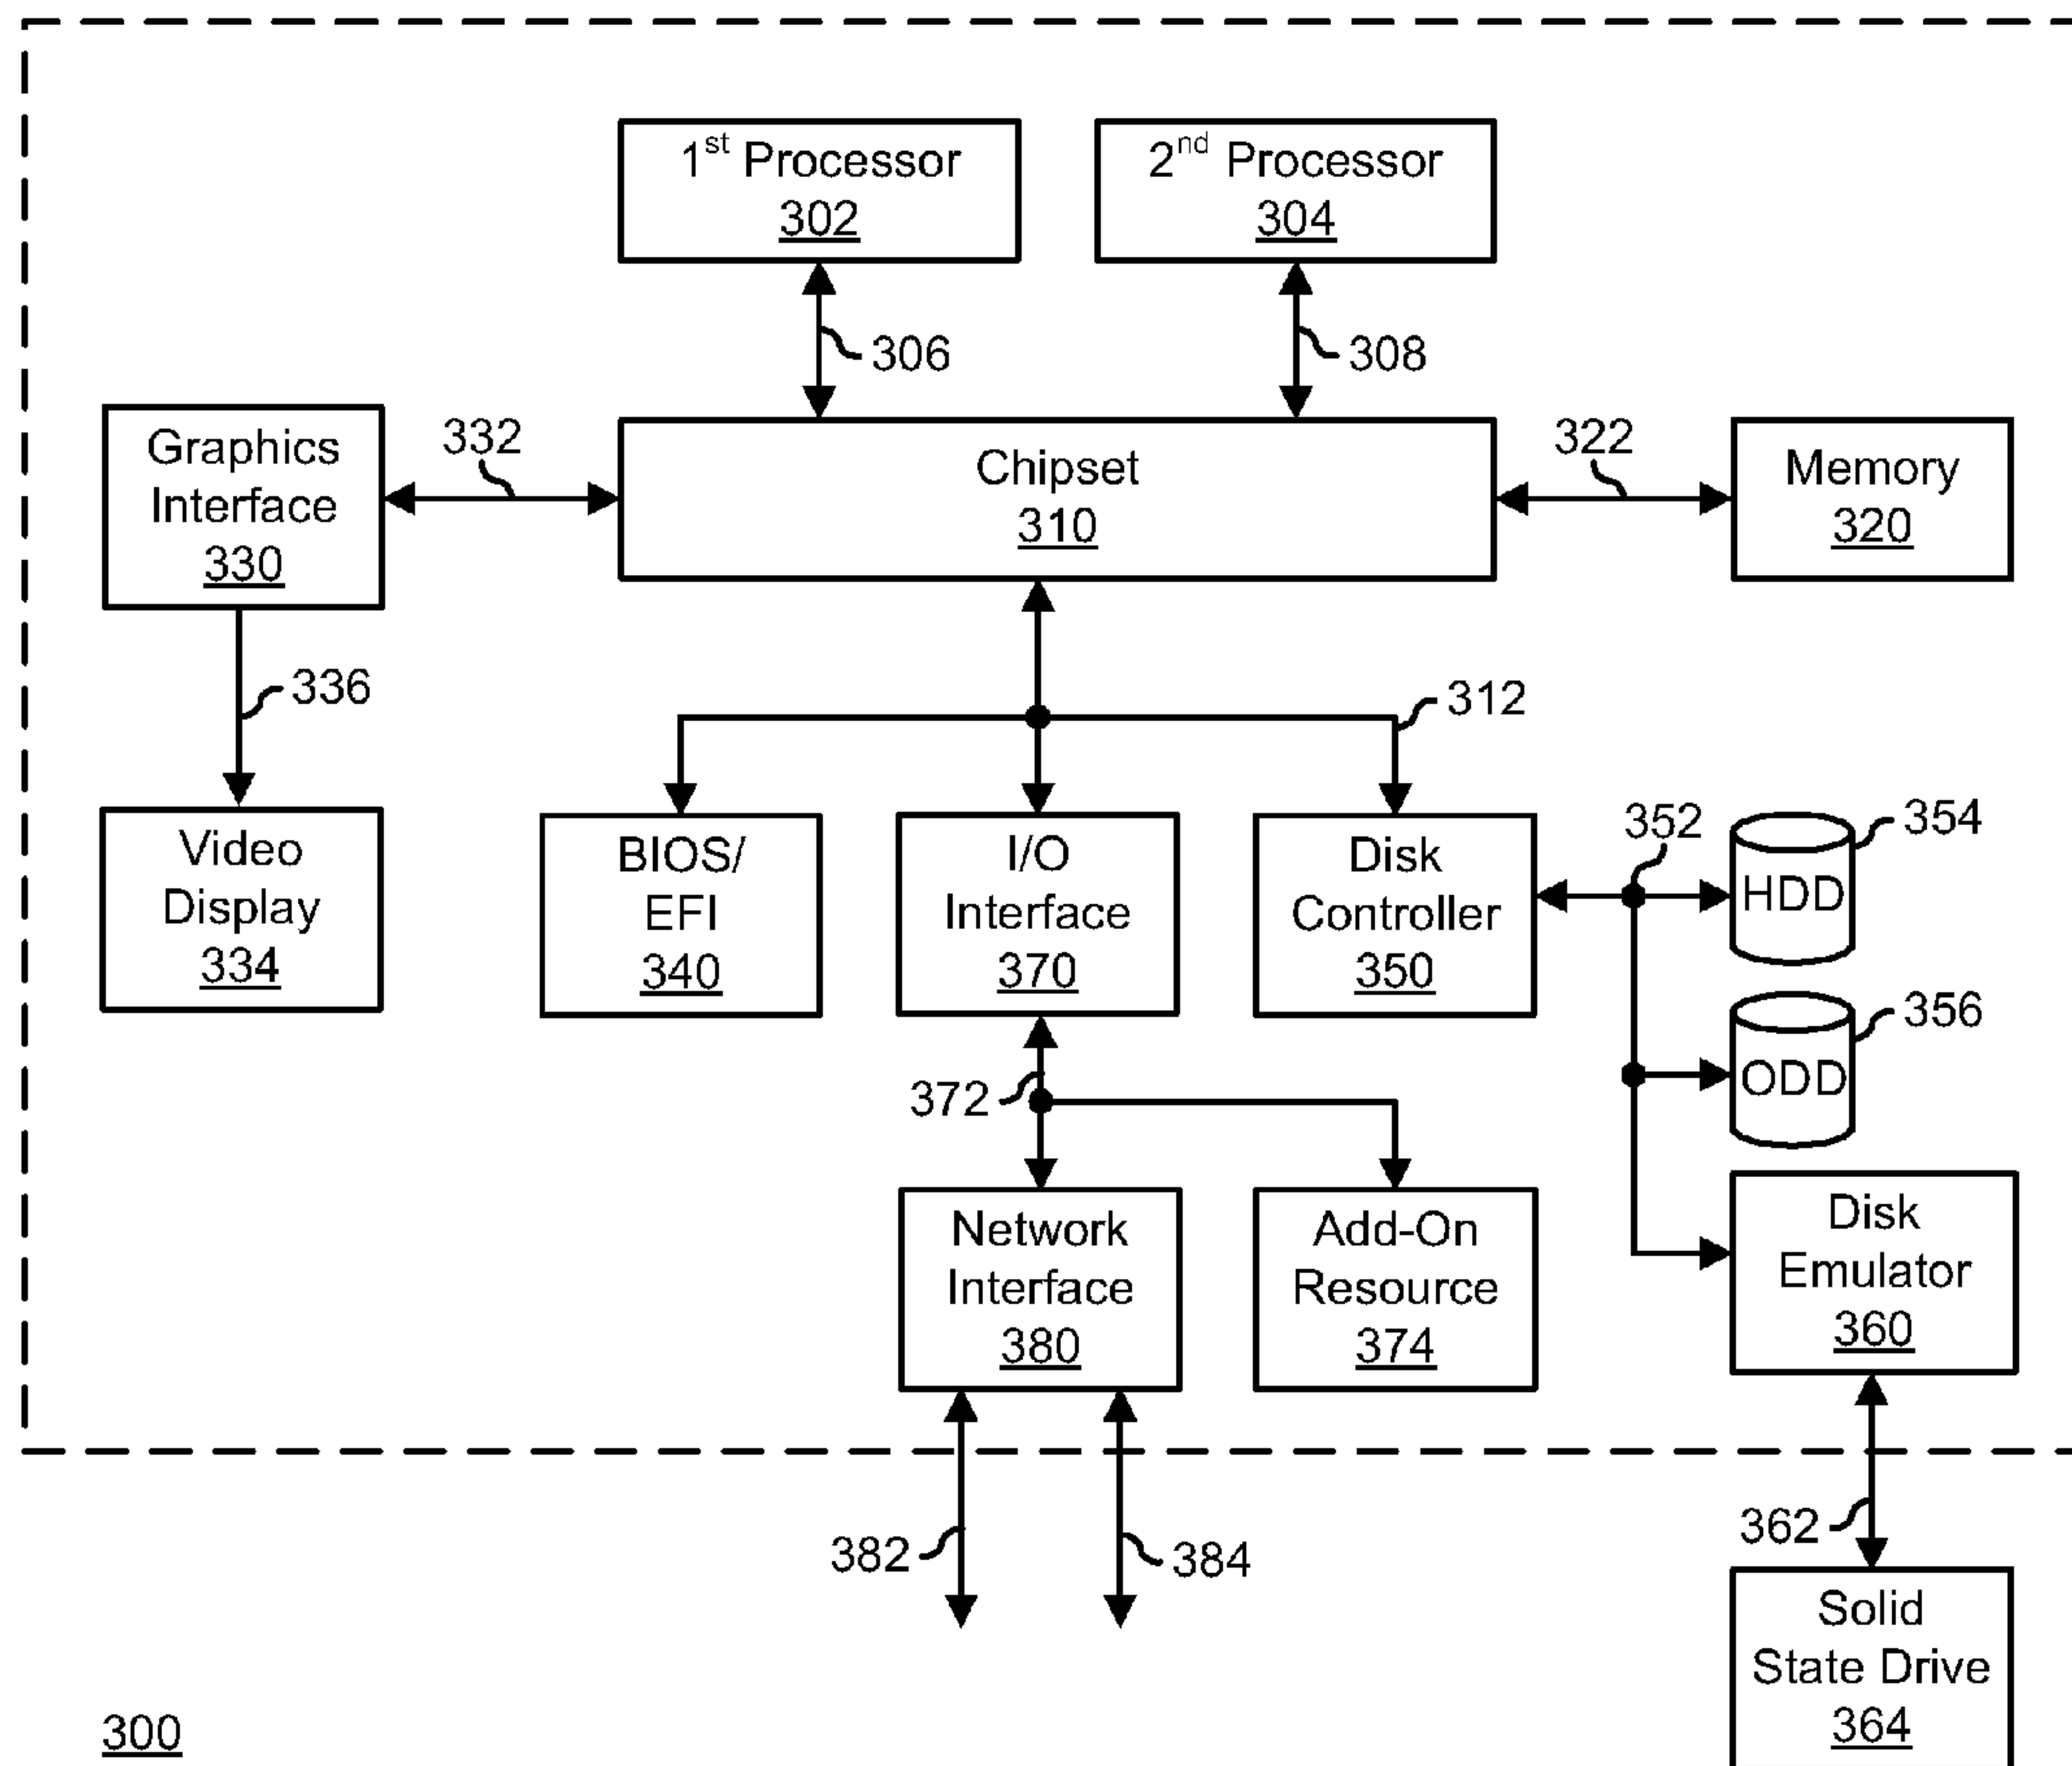 1st Processor
302
2nd Processor
304
306
308
Graphics
Interface
330
332
Chipset
310
322
Memory
320
336
312
Video
Display
334
BIOS/
EFI
340
I/O
Interface
370
Disk
Controller
350
352
HDD
354
ODD
356
372
Network
Interface
380
Add-On
Resource
374
Disk
Emulator
360
382
384
362
Solid
State Drive
364
300